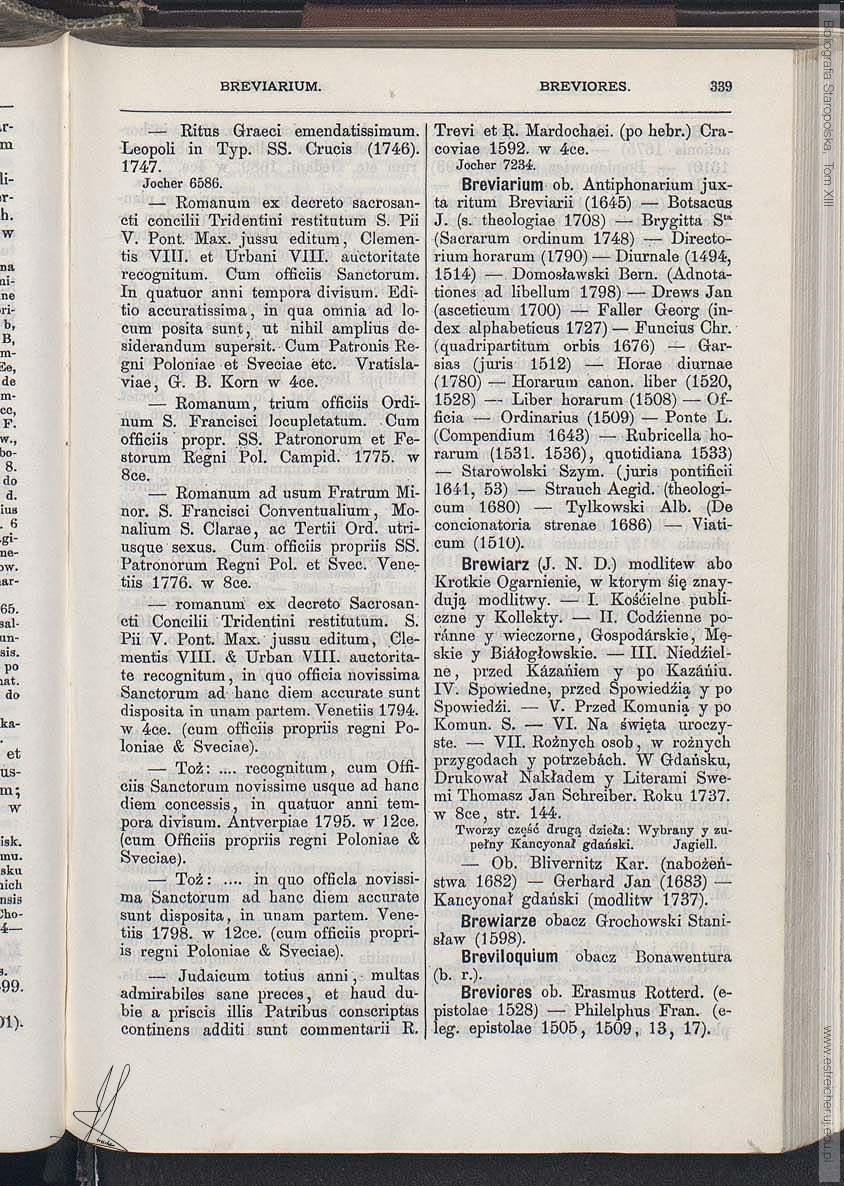 BREVIARIUM.
BREVIORES.
339
— Ritus Graeci emendatissimum.
Leopoli in Typ. SS. Crucis (1746).
1747.
Jocher 6586.
— Romanum ex decreto sacrosan-
cti concilii Tridentini restitutum S. Pii
V. Pont. Max. jussu editum, Clemen-
tis VIII. et Urbani VIII. auctoritate
recognitum. Cum officiis Sanctorum.
In quatuor anni tempora divisum. Edi-
tio accuratissima, in qua omnia ad lo-
cum posita sunt, ut nihil amplius de-
siderandum supersit. Cum Patronis Re-
gni Poloniae et Sveciae etc. Vratisla-
viae, G. B. Korn w 4ce.
— Romanum, trium officiis Ordi-
num S. Francisci locupletatum. Cum
officiis propr. SS. Patronorum et Fe-
storum Regni Pol. Campid. 1775. w
8ce.
— Romanum ad usum Fratrum Mi-
nor. S. Francisci Conventualium, Mo-
nalium S. Clarae, ac Tertii Ord. utri-
usque sexus. Cum officiis propriis SS.
Patronorum Regni Pol. et Svec. Vene-
tiis 1776. w 8ce.
— romanum ex decreto Sacrosan-
cti Concilii Tridentini restitutum. S.
Pii V. Pont. Max. jussu editum, Cle-
mentis VIII. & Urban VIII. auctorita-
te recognitum, in quo officia novissima
Sanctorum ad hanc diem accurate sunt
disposita in unam partem. Venetiis 1794.
w 4ce. (cum officiis propriis regni Po-
loniae & Sveciae).
— Toż: .... recognitum, cum Offi-
ciis Sanctorum novissime usque ad hanc
diem concessis, in quatuor anni tem-
pora divisum. Antverpiae 1795. w 12ce.
(cum Officiis propriis regni Poloniae &
Sveciae).
— Toż: .... in quo officia novissi-
ma Sanctorum ad hanc diem accurate
sunt disposita, in unam partem. Vene-
tiis 1798. w 12ce. (cum officiis propri-
is regni Poloniae & Sveciae).
— Judaicum totius anni, multas
admirabiles sane preces, et haud du-
bie a priscis illis Patribus conscriptas
continens additi sunt commentarii R.
Trevi et R. Mardochaei. (po hebr.) Cra-
coviae 1592. w 4ce.
Jocher 7234.
Breviarium ob. Antiphonarium jux-
ta ritum Breviarii (1645) — Botsacus
J. (s. theologiae 1708) — Brygitta Sta
(Sacrarum ordinum 1748) — Directo-
rium horarum (1790) — Diurnale (1494,
1514) — Domosławski Bern. (Adnota-
tiones ad libellum 1798) — Drews Jan
(asceticum 1700) — Faller Georg (in-
dex alphabeticus 1727) — Funcius Chr.
(quadripartitum orbis 1676) — Gar-
sias (juris 1512) — Horae diurnae
(1780) — Horarum canon. liber (1520,
1528) — Liber horarum (1508) — Of-
ficia — Ordinarius (1509) — Ponte L.
(Compendium 1643) — Rubricella ho-
rarum (1531. 1536), quotidiana 1533)
— Starowolski Szym. (juris pontificii
1641, 53) — Strauch Aegid. (theologi-
cum 1680) — Tylkowski Alb. (De
concionatoria strenae 1686) — Viati-
cum (1510).
Brewiarz (J. N. D.) modlitew abo
Krotkie Ogarnienie, w ktorym się znay-
dują modlitwy. — I. Kośćielne publi-
czne y Kollekty. — II. Codźienne po-
ránne y wieczorne, Gospodárskie, Mę-
skie y Biáłogłowskie. — III. Niedźiel-
ne, przed Kázániem y po Kazániu.
IV. Spowiedne, przed Spowiedźią y po
Spowiedźi. — V. Przed Komunią y po
Komun. S. — VI. Na święta uroczy-
ste. — VII. Rożnych osob, w rożnych
przygodach y potrzebách. W Gdańsku,
Drukował Nakładem y Literami Swe-
mi Thomasz Jan Schreiber. Roku 1737.
w 8ce, str. 144.
Tworzy część drugą dzieła: Wybrany y zu-
pełny Kancyonał gdański. Jagiell.
— Ob. Blivernitz Kar. (nabożeń-
stwa 1682) — Gerhard Jan (1683) —
Kancyonał gdański (modlitw 1737).
Brewiarze obacz Grochowski Stani-
sław (1598).
Breviloquium obacz Bonawentura
(b. r.).
Breviores ob. Erasmus Rotterd. (e-
pistolae 1528) — Philelphus Fran. (e-
leg. epistolae 1505, 1509, 13, 17).
Bibliografia Staropolska, Tom XIII
www.estreicher.uj.edu.pl